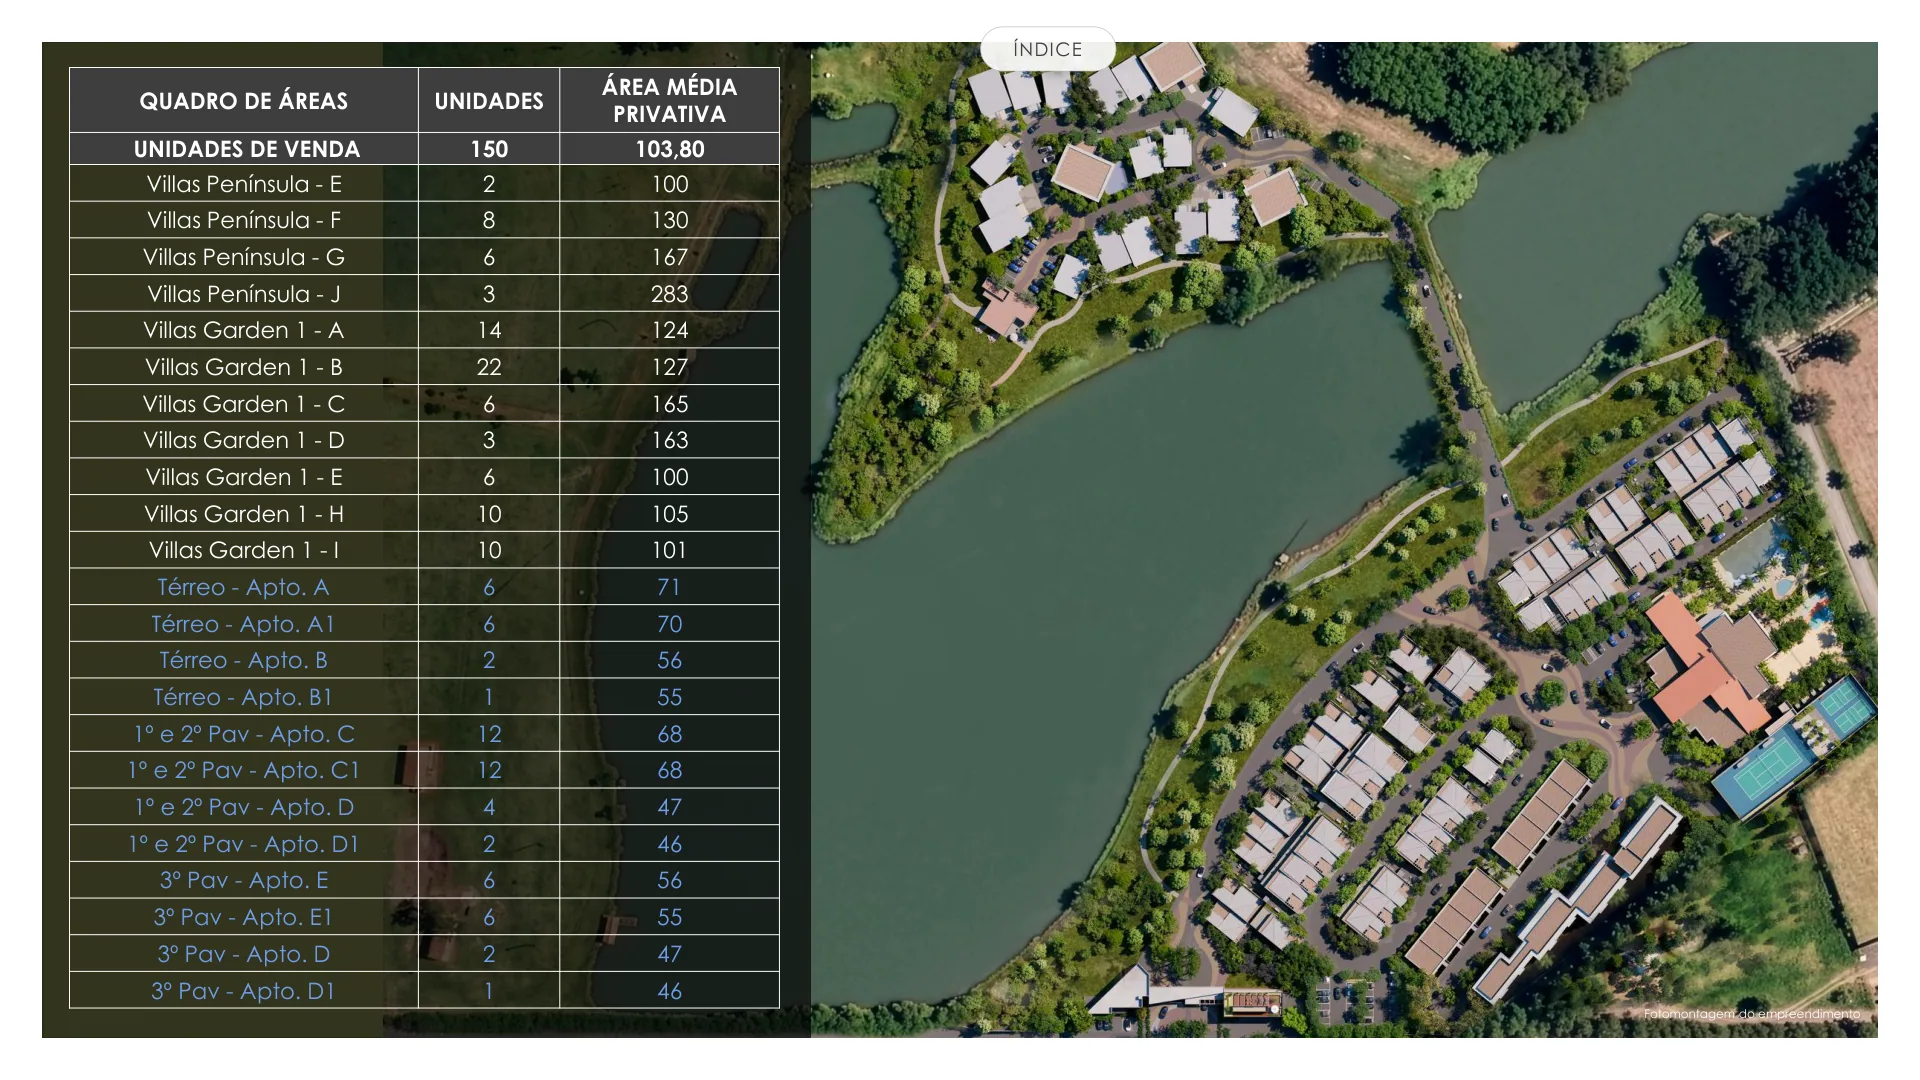 ÍNDICE
QUADRO DE ÁREAS UNIDADES ÁREA MÉDIA PRIVATIVA
UNIDADES DE VENDA 150 103,80
Villas Península - E 2 100
Villas Península - F 8 130
Villas Península - G 6 167
Villas Península - J 3 283
Villas Garden 1 - A 14 124
Villas Garden 1 - B 22 127
Villas Garden 1 - C 6 165
Villas Garden 1 - D 3 163
Villas Garden 1 - E 6 100
Villas Garden 1 - H 10 105
Villas Garden 1 - I 10 101
Térreo - Apto. A 6 71
Térreo - Apto. A1 6 70
Térreo - Apto. B 2 56
Térreo - Apto. B1 1 55
1º e 2º Pav - Apto. C 12 68
1º e 2º Pav - Apto. C1 12 68
1º e 2º Pav - Apto. D 4 47
1º e 2º Pav - Apto. D1 2 46
3º Pav - Apto. E 6 56
3º Pav - Apto. E1 6 55
3º Pav - Apto. D 2 47
3º Pav - Apto. D1 1 46
Fotomontagem do empreendimento